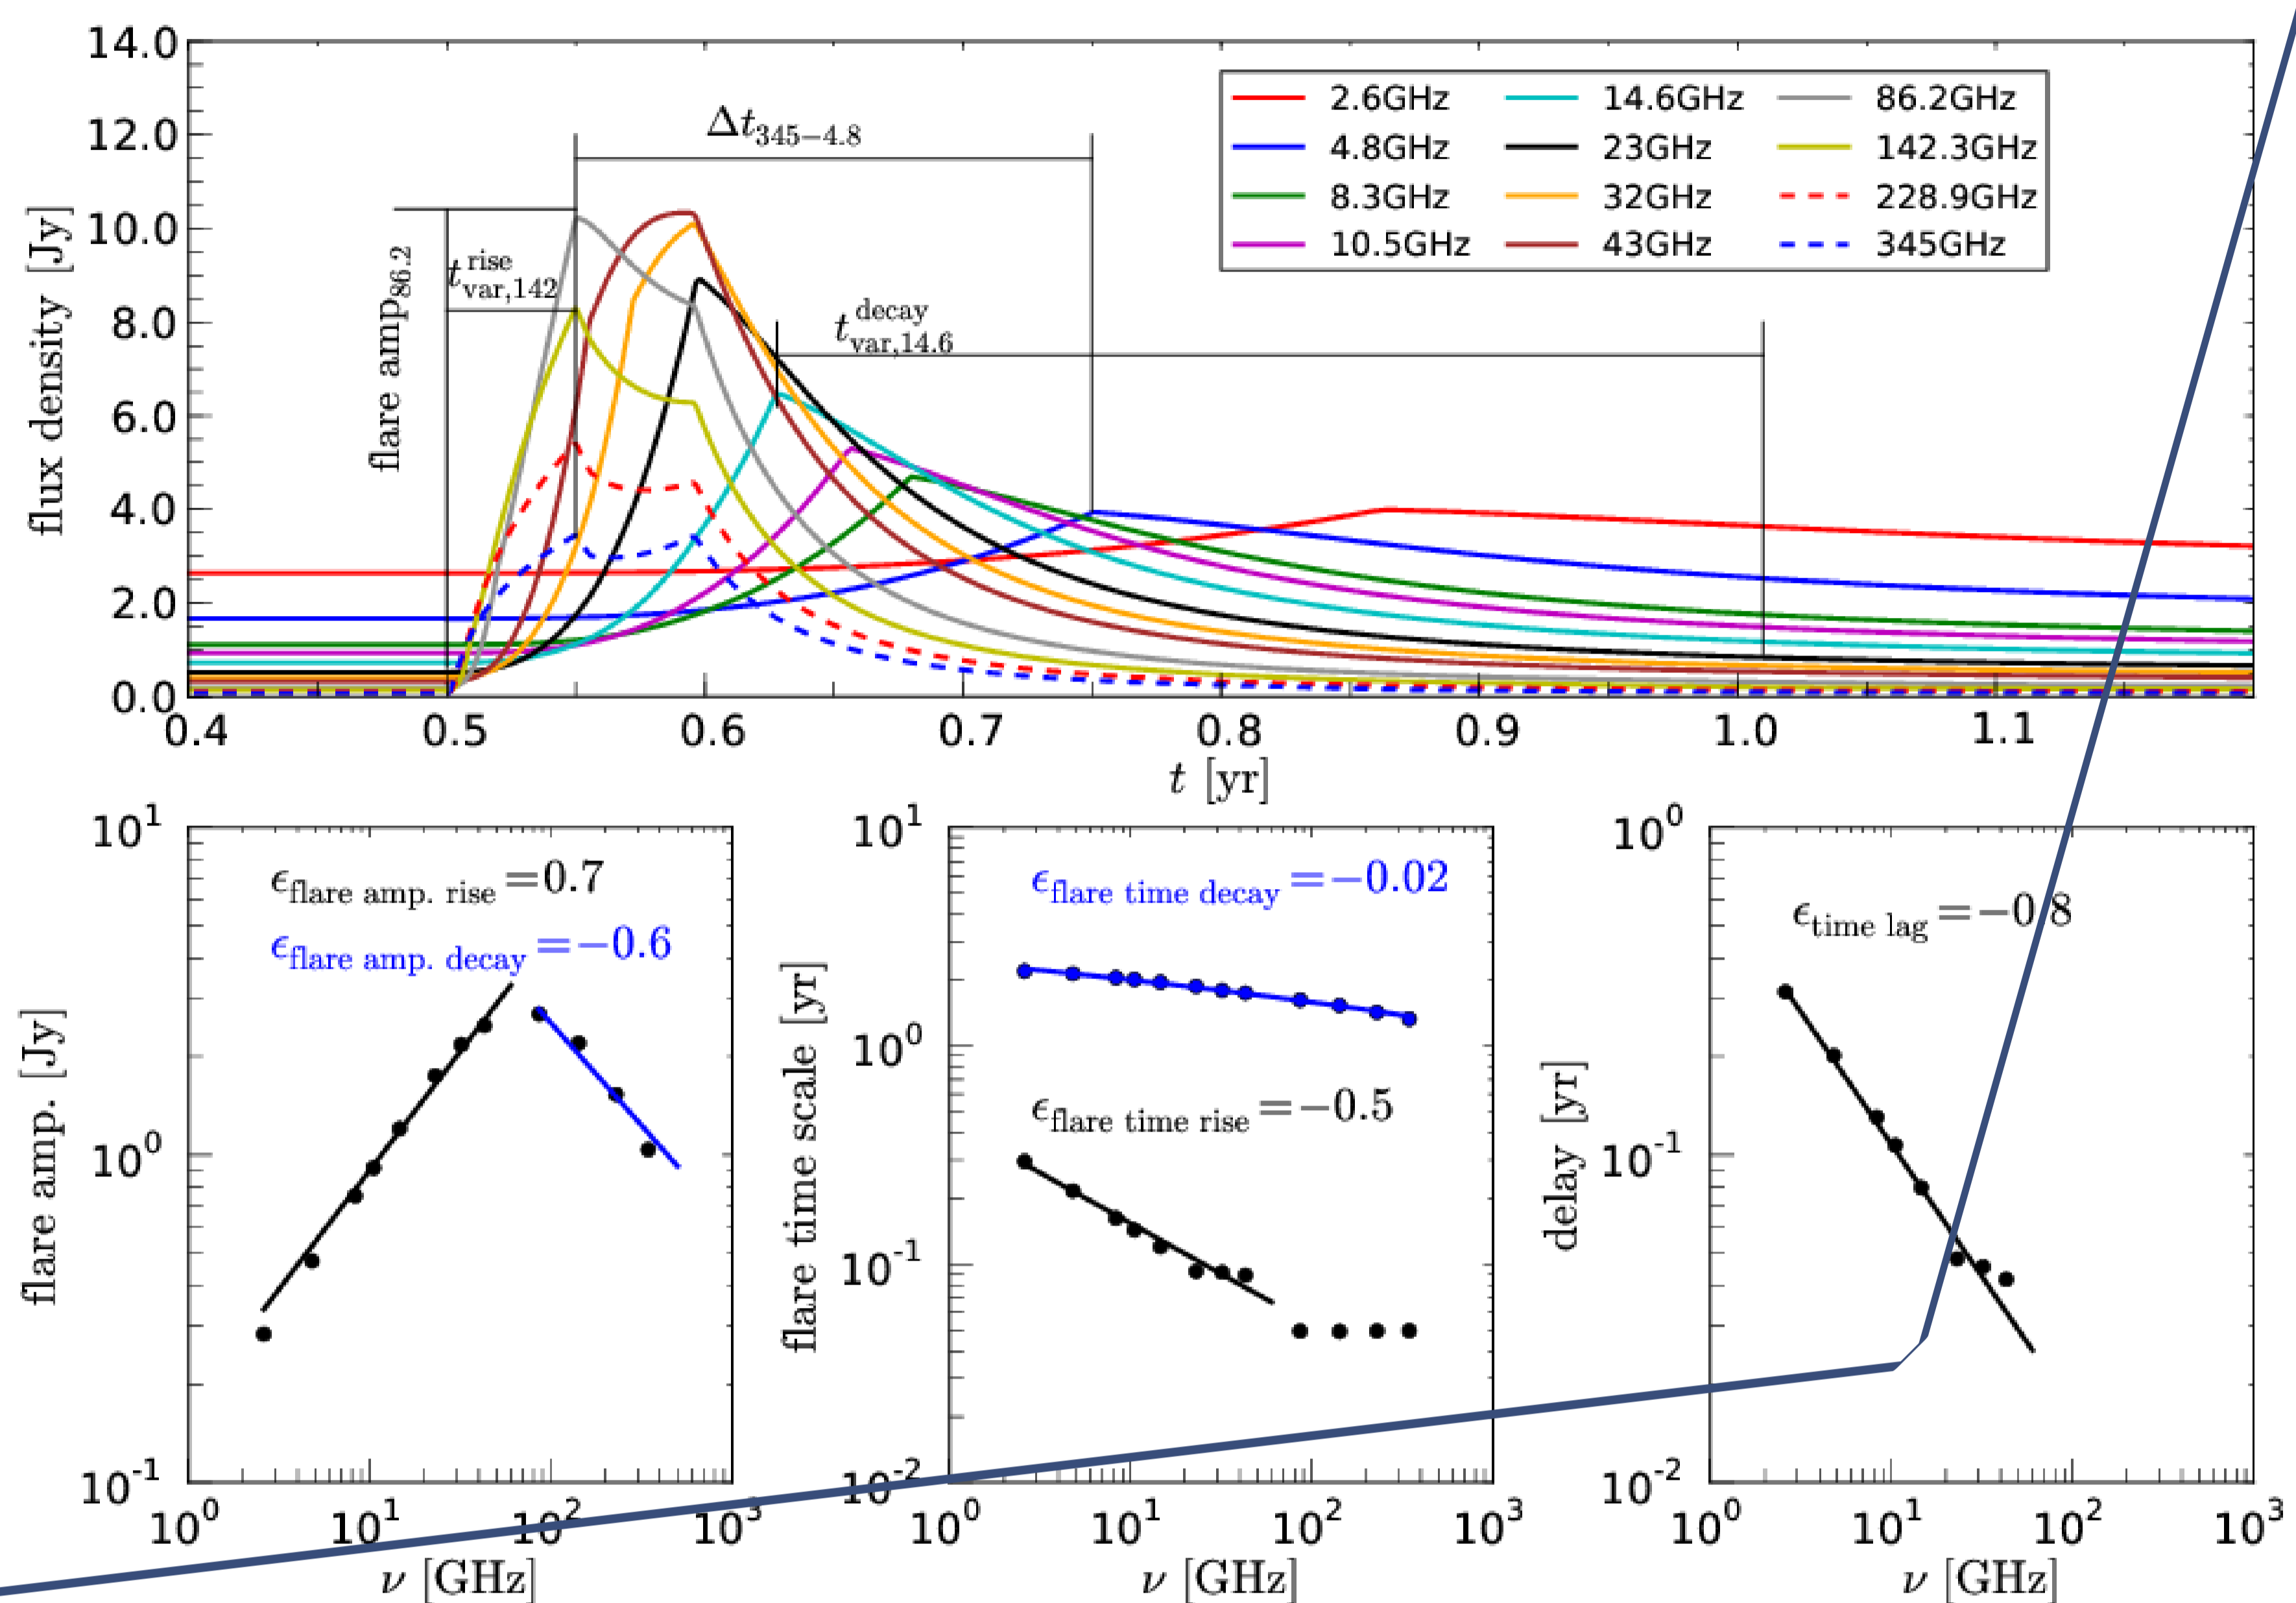 14.0
12.0
10.0
8.0
6.0
4.0
2.0
0.0
flux density [Jy]
0.4 0.5 0.6 0.7 0.8 0.9 1.0 1.1
t [yr]
Δt345−4.8
flare amp86.2
t rise var,142
t decay var,14.6
2.6GHz 14.6GHz 86.2GHz
4.8GHz 23GHz 142.3GHz
8.3GHz 32GHz 228.9GHz
10.5GHz 43GHz 345GHz
10^1
10^0
10^-1
flare amp. [Jy]
ϵflare amp. rise=0.7
ϵflare amp. decay=−0.6
10^0 10^1 10^2 10^3
ν [GHz]
10^1
10^0
10^-1
10^-2
flare time scale [yr]
ϵflare time decay=−0.02
ϵflare time rise=−0.5
10^0 10^1 10^2 10^3
ν [GHz]
10^0
10^-1
10^-2
delay [yr]
ϵtime lag=−0.8
10^0 10^1 10^2 10^3
ν [GHz]